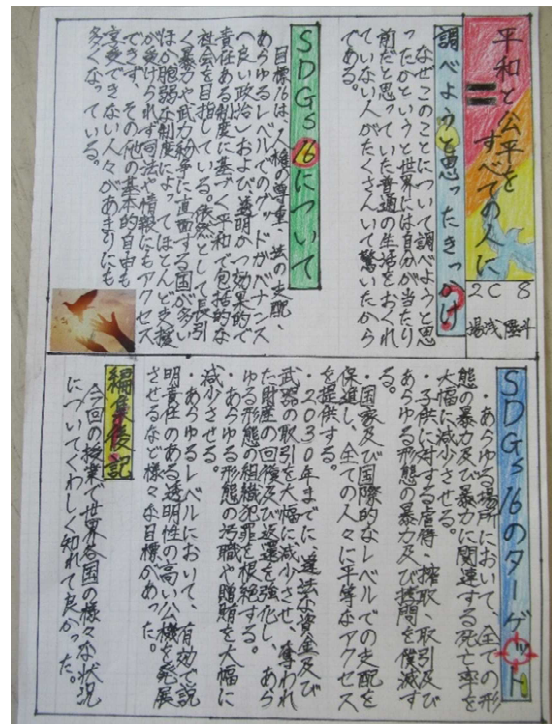 平和と公平を
すべての人に
2C 8
調べようと思ったきっかけ
なぜこのことについて調べようと思
ったかというと世界には自分が当たり
前だと思っていた普通の生活をおくれ
ていない人がたくさんいて驚いたから
である。
SDGs16について
目標16は、人権の尊重、法の支配、
あらゆるレベルでのグッドガバナンス
(良い政治)および透明かつ効果的で
責任ある制度に基づく平和で包括的な
社会を目指している。依然として長引
く暴力や武力紛争に直面する国が多い
ほか脆弱な制度によってほとんど支援
が受けられず司法や情報にもアクセス
できず、その他の基本的自由も
享受できない人々があまりにも
多くなっている。
SDGs16のターゲット
・あらゆる場所において、全ての形
態の暴力及び暴力に関連する死亡率を
大幅に減少させる。
・子供に対する虐待、搾取、取引及び
あらゆる形態の暴力及び拷問を撲滅す
る。
・国家及び国際的なレベルでの支配を
促進し、全ての人々に平等なアクセス
を提供する。
・2030年までに、違法な資金及び
武器の取引を大幅に減少させ、奪われ
た財産の回復及び返還を強化し、あら
ゆる形態の組織犯罪を根絶する。
・あらゆる形態の汚職や贈賄を大幅に
減少させる。
・あらゆるレベルにおいて、有効で説
明責任のある透明性の高い公機を発展
させるなど様々な目標があった。
編集後記
今回の授業で世界各国の様々な状況
についてくわしく知れて良かった。